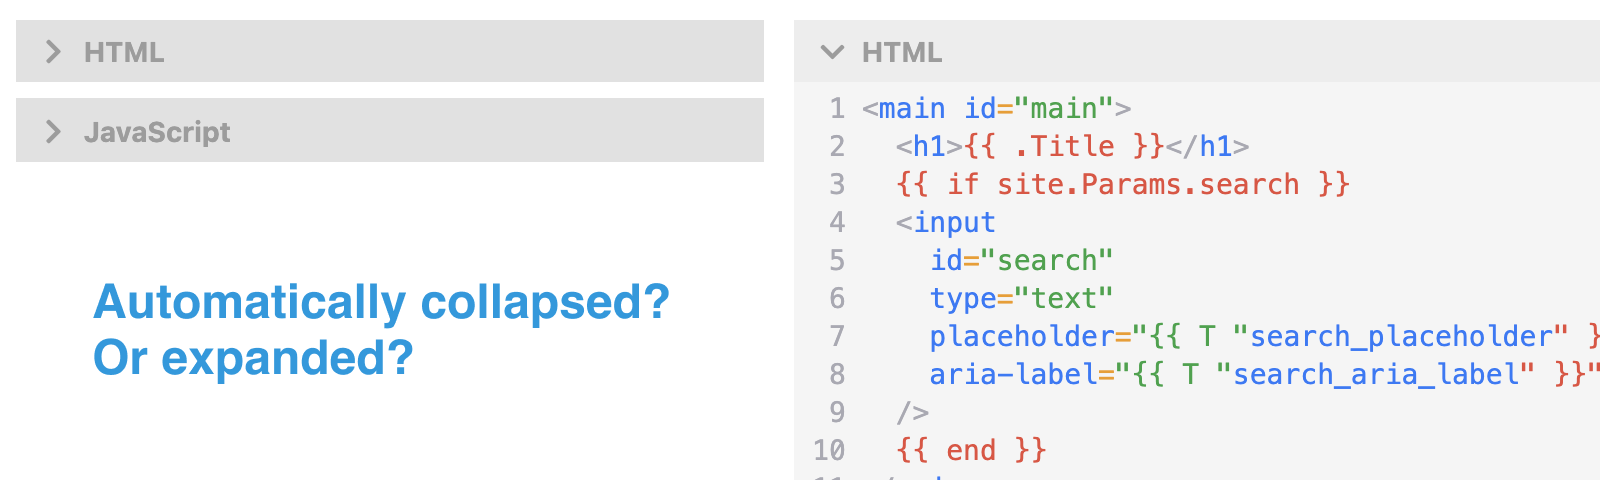 HTML
JavaScript
Automatically collapsed?
Or expanded?
HTML
1 <main id="main">
2   <h1>{{ .Title }}</h1>
3   {{ if site.Params.search }}
4   <input
5     id="search"
6     type="text"
7     placeholder="{{ T "search_placeholder" }
8     aria-label="{{ T "search_aria_label" }}"
9   />
10   {{ end }}